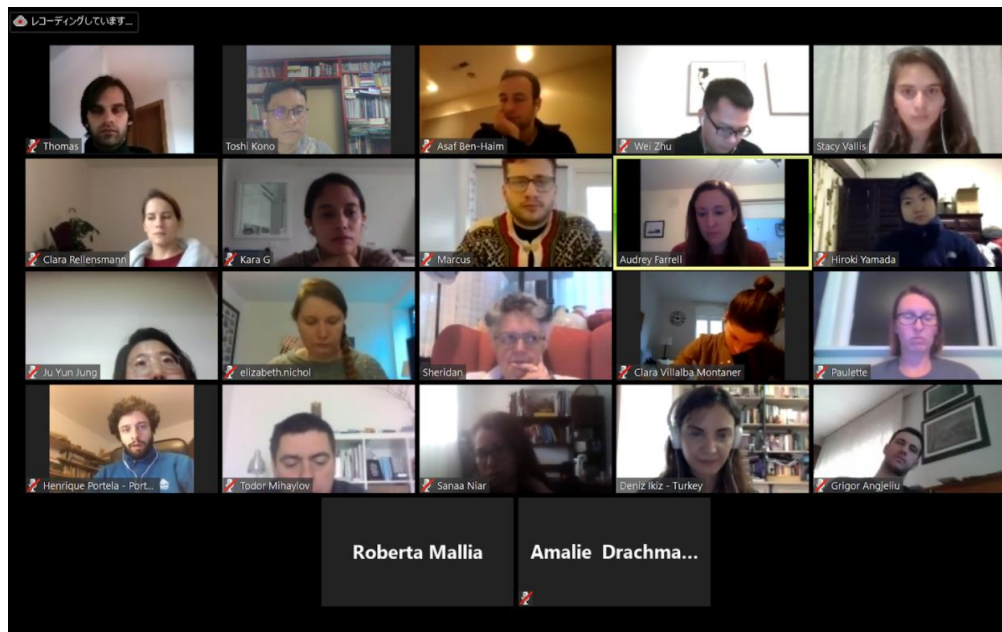 レコーディングしています...
Thomas
Toshi Kono
Asaf Ben-Haim
Wei Zhu
Stacy Vallis
Clara Rellensmann
Kara G
Marcus
Audrey Farrell
Hiroki Yamada
Ju Yun Jung
elizabeth.nichol
Sheridan
Clara Villalba Montaner
Paulette
Henrique Portela - Port...
Todor Mihaylov
Sanaa Niar
Deniz Ikiz - Turkey
Grigor Angjeliu
Roberta Mallia
Amalie Drachma...